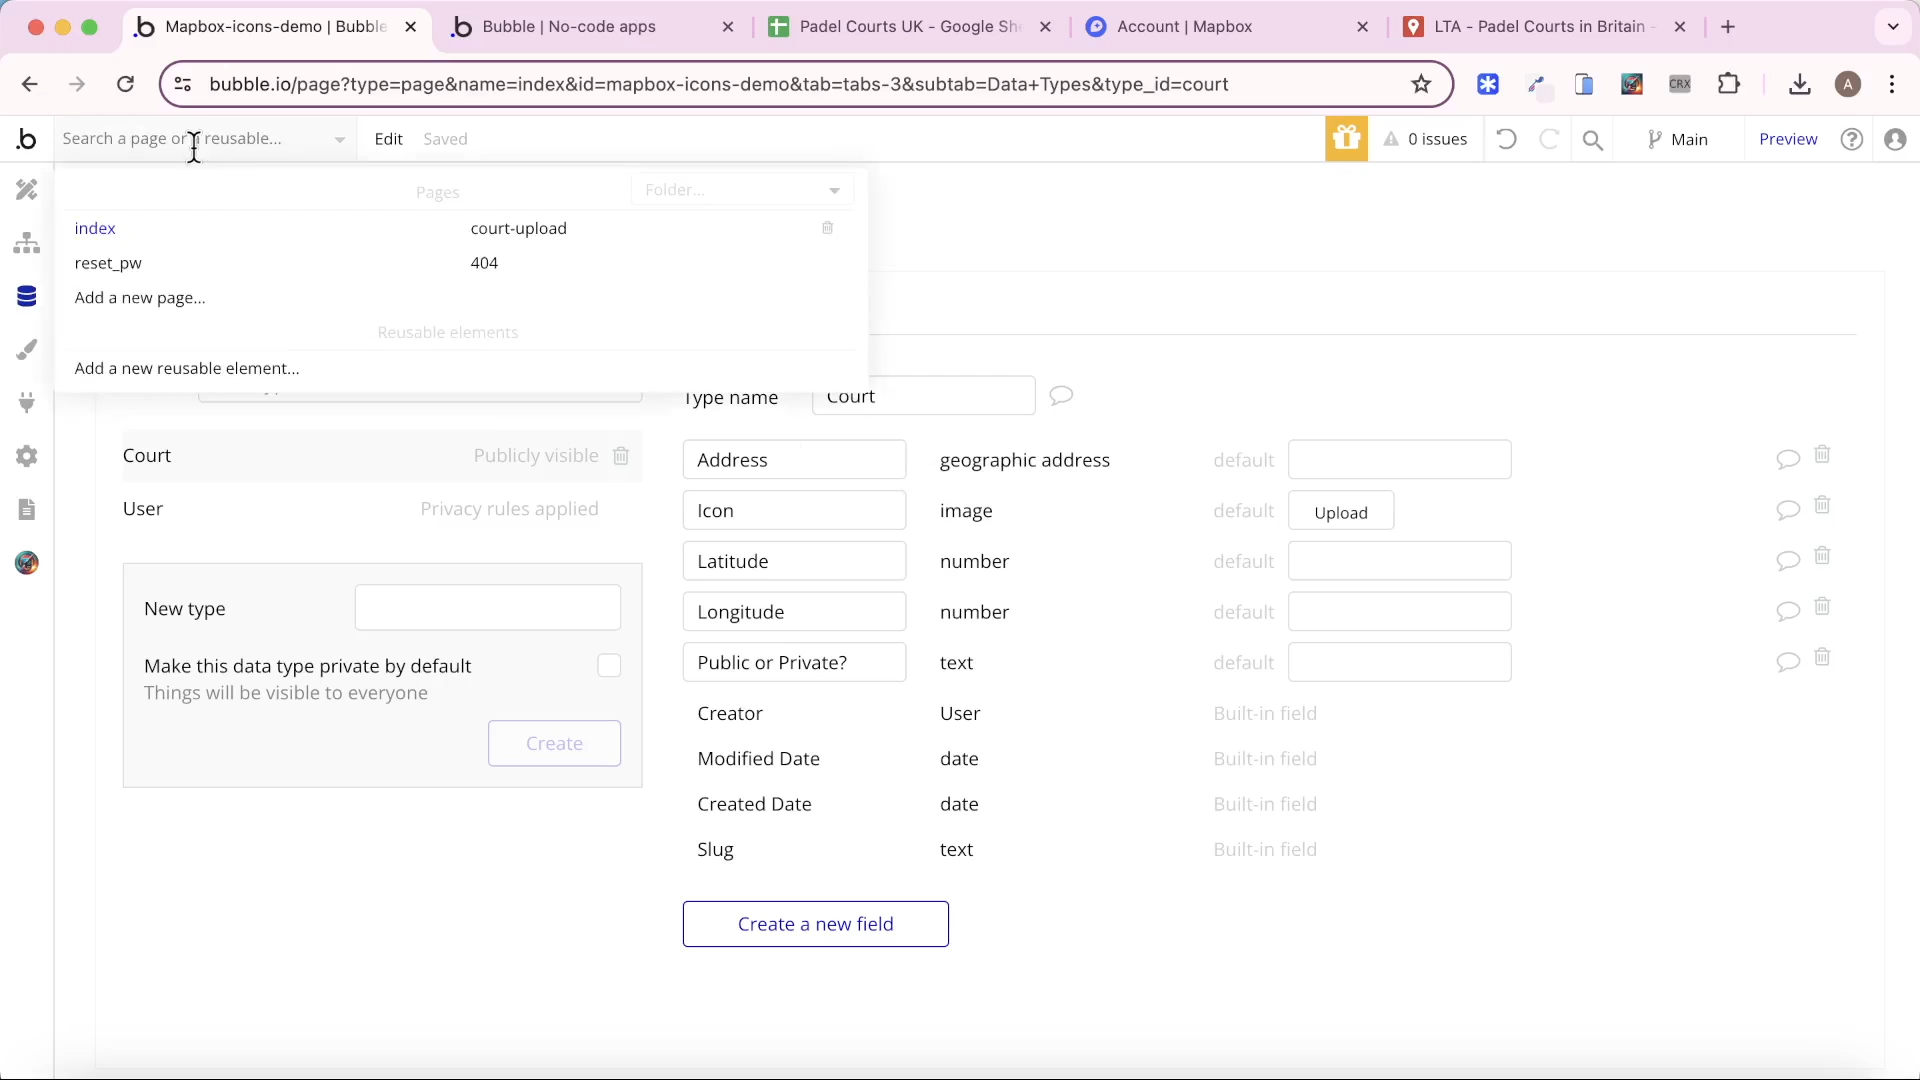 Mapbox-icons-demo | Bubble
Bubble | No-code apps
Padel Courts UK - Google She
Account | Mapbox
LTA - Padel Courts in Britain -
bubble.io/page?type=page&name=index&id=mapbox-icons-demo&tab=tabs-3&subtab=Data+Types&type_id=court
CRX
A
b
Search a page or a reusable...
Edit
Saved
0 issues
Main
Preview
Pages
Folder...
index
court-upload
reset_pw
404
Add a new page...
Reusable elements
Add a new reusable element...
Type name
Court
Court
Publicly visible
User
Privacy rules applied
New type
Make this data type private by default
Things will be visible to everyone
Create
Address
geographic address
default
Icon
image
default
Upload
Latitude
number
default
Longitude
number
default
Public or Private?
text
default
Creator
User
Built-in field
Modified Date
date
Built-in field
Created Date
date
Built-in field
Slug
text
Built-in field
Create a new field